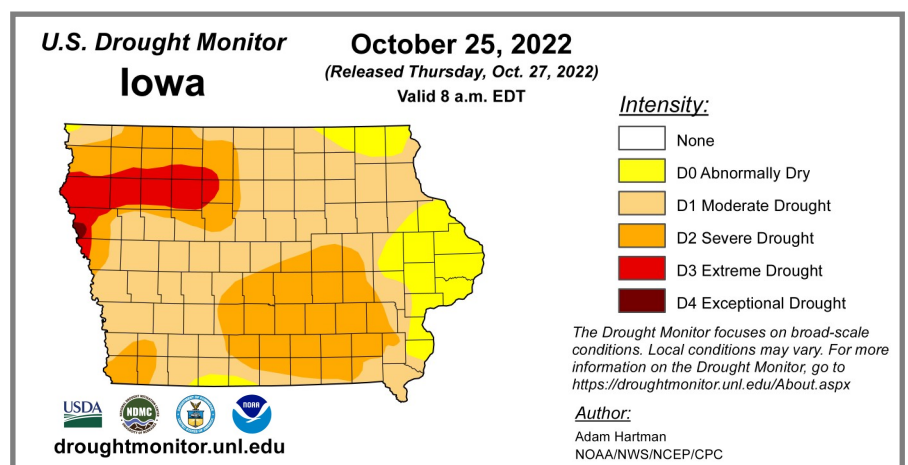 U.S. Drought Monitor
Iowa
October 25, 2022
(Released Thursday, Oct. 27, 2022)
Valid 8 a.m. EDT
Intensity:
None
D0 Abnormally Dry
D1 Moderate Drought
D2 Severe Drought
D3 Extreme Drought
D4 Exceptional Drought
The Drought Monitor focuses on broad-scale
conditions. Local conditions may vary. For more
information on the Drought Monitor, go to
https://droughtmonitor.unl.edu/About.aspx
Author:
Adam Hartman
NOAA/NWS/NCEP/CPC
USDA
NDMC
NOAA
droughtmonitor.unl.edu